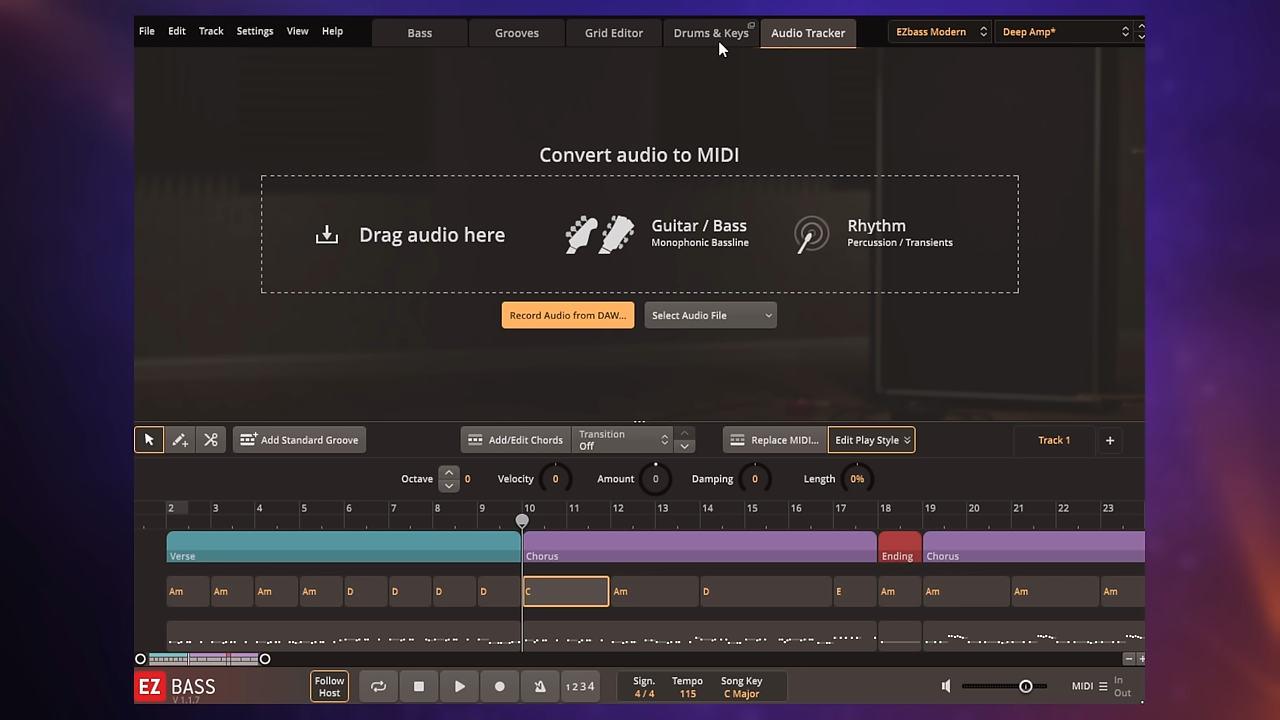 File Edit Track Settings View Help Bass Grooves Grid Editor Drums & Keys Audio Tracker EZbass Modern Deep Amp*
Convert audio to MIDI
Drag audio here
Guitar / Bass
Monophonic Bassline
Rhythm
Percussion / Transients
Record Audio from DAW... Select Audio File
Add Standard Groove Add/Edit Chords
Transition
Off
Replace MIDI... Edit Play Style Track 1 +
Octave 0 Velocity 0 Amount 0 Damping 0 Length 0%
2 3 4 5 6 7 8 9 10 11 12 13 14 15 16 17 18 19 20 21 22 23
Verse Chorus Ending Chorus
Am Am Am Am D D D D C Am D E Am Am Am Am
EZ BASS
V 1.1.7
Follow
Host
1234
Sign. Tempo Song Key
4 / 4 115 C Major
MIDI
In
Out